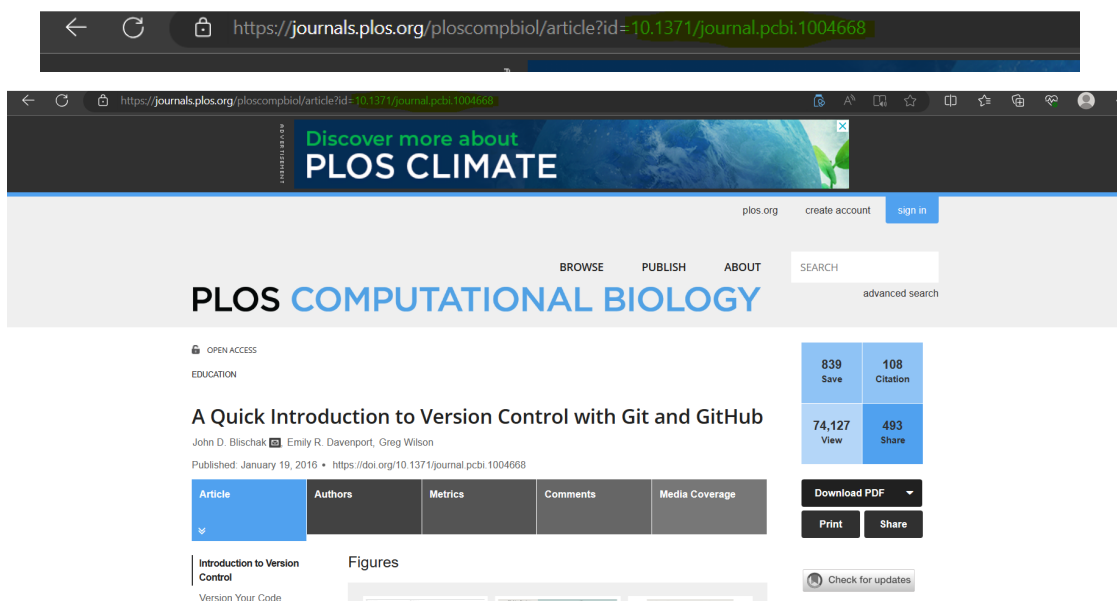 https://journals.plos.org/ploscompbiol/article?id=10.1371/journal.pcbi.1004668
https://journals.plos.org/ploscompbiol/article?id=10.1371/journal.pcbi.1004668
ADVERTISEMENT
Discover more about
PLOS CLIMATE
plos.org create account sign in
BROWSE PUBLISH ABOUT SEARCH
PLOS COMPUTATIONAL BIOLOGY
advanced search
OPEN ACCESS
EDUCATION
839 108
Save Citation
A Quick Introduction to Version Control with Git and GitHub
John D. Blischak, Emily R. Davenport, Greg Wilson
74,127 493
View Share
Published: January 19, 2016 • https://doi.org/10.1371/journal.pcbi.1004668
Article Authors Metrics Comments Media Coverage
Download PDF
Print Share
Introduction to Version
Control
Figures
Check for updates
Version Your Code